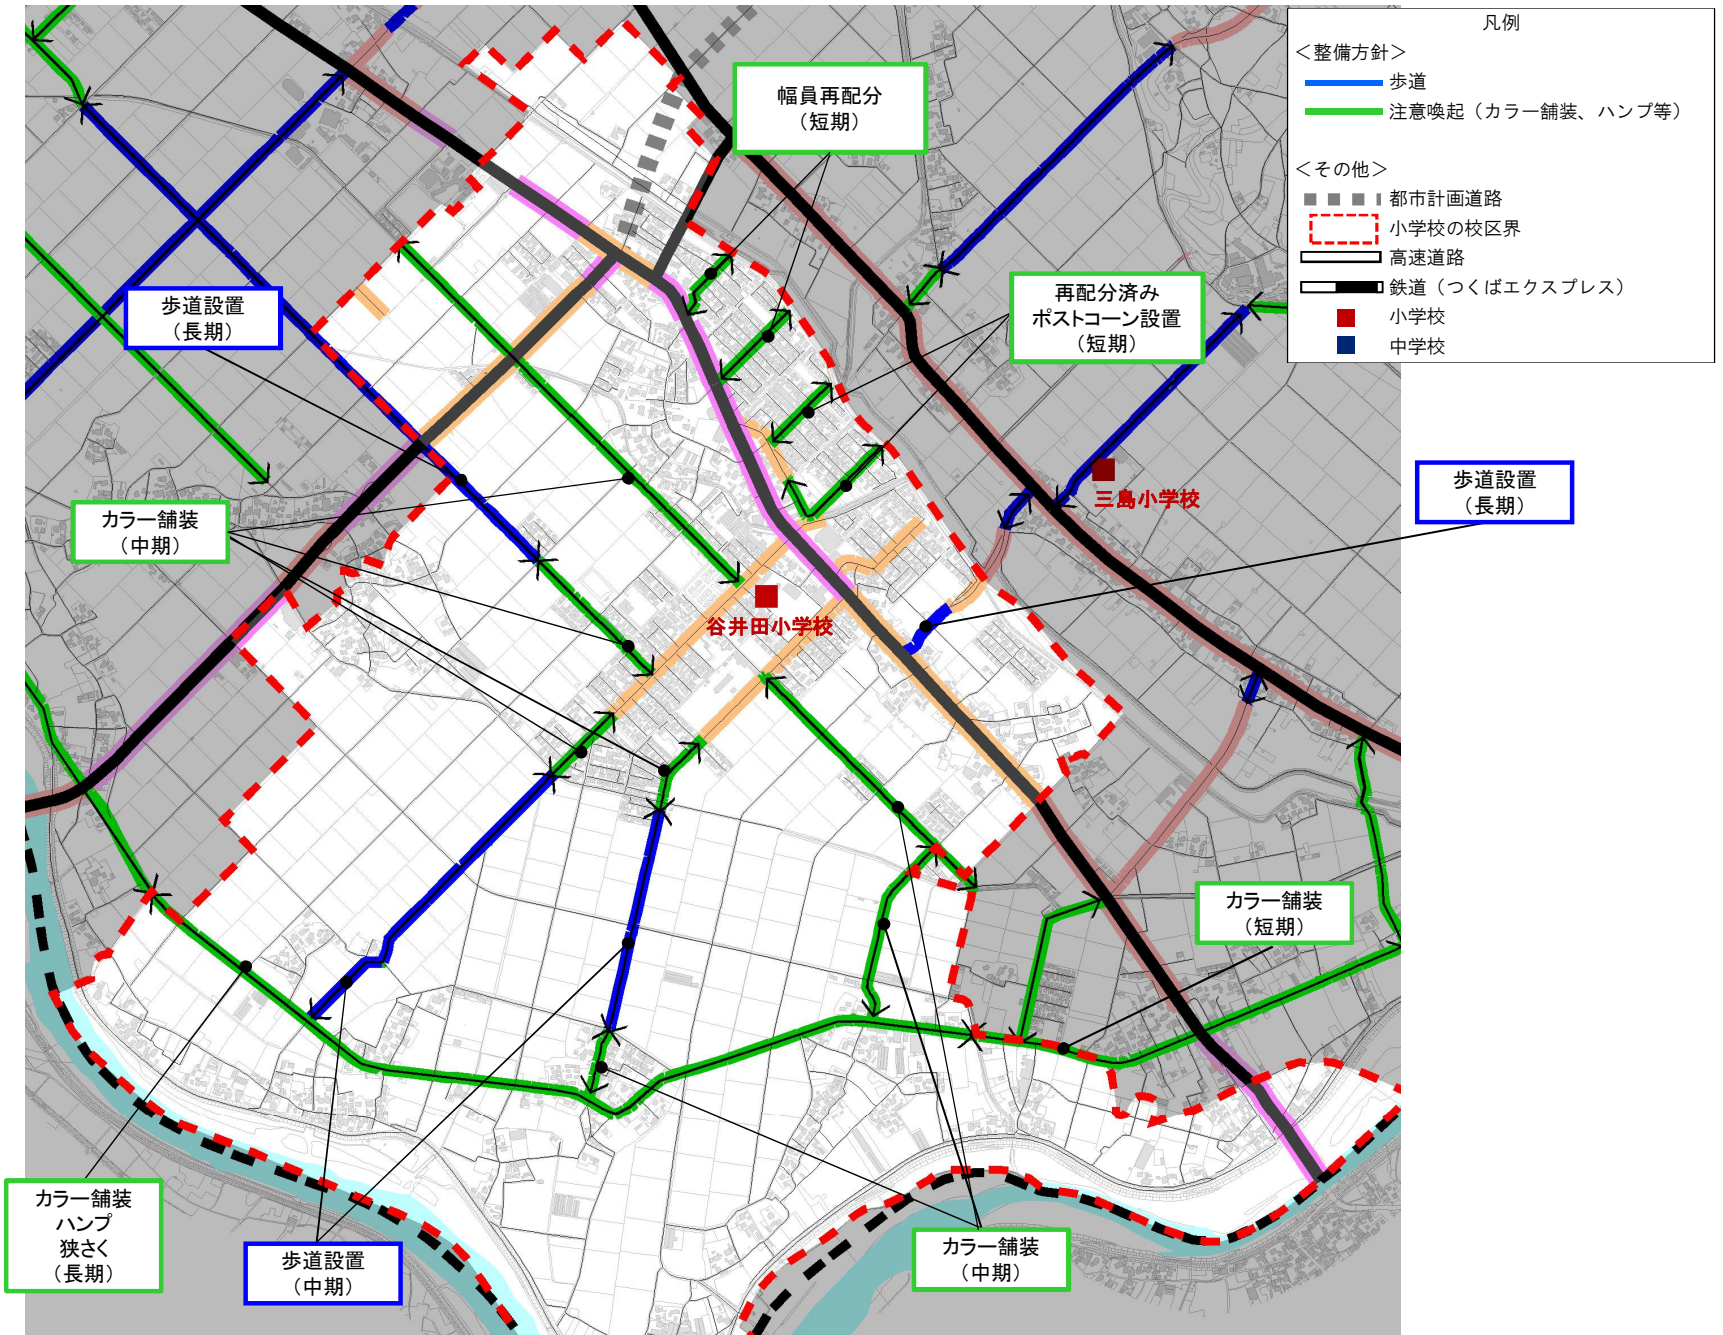 凡例
＜整備方針＞
歩道
注意喚起（カラー舗装、ハンプ等）
＜その他＞
都市計画道路
小学校の校区界
高速道路
鉄道（つくばエクスプレス）
小学校
中学校
幅員再配分
（短期）
再配分済み
ポストコーン設置
（短期）
歩道設置
（長期）
カラー舗装
（中期）
歩道設置
（長期）
三島小学校
谷井田小学校
カラー舗装
（短期）
カラー舗装
ハンプ
狭さく
（長期）
歩道設置
（中期）
カラー舗装
（中期）